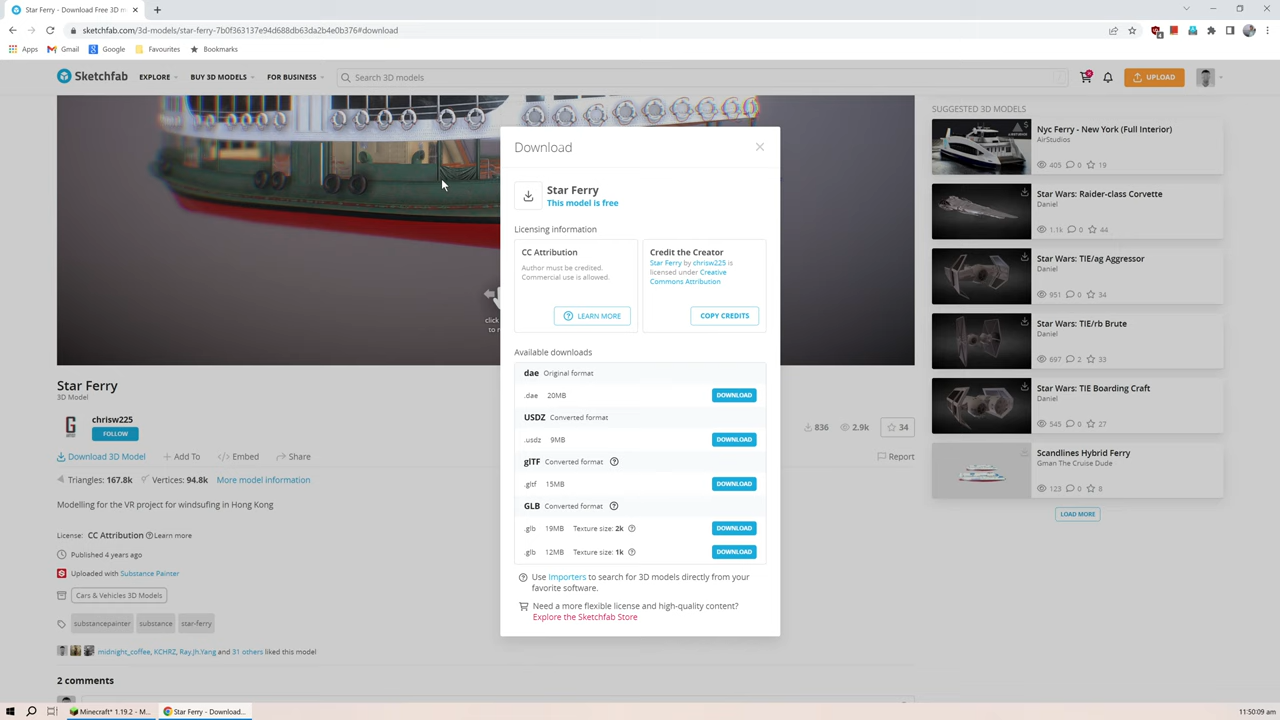 Star Ferry - Download Free 3D m
sketchfab.com/3d-models/star-ferry-7b0f363137e94d688db63da2b4e0b376#download
Apps Gmail Google Favourites Bookmarks
Sketchfab EXPLORE BUY 3D MODELS FOR BUSINESS Search 3D models UPLOAD
SUGGESTED 3D MODELS
Nyc Ferry - New York (Full Interior)
AirStudios
405 0 19
Star Wars: Raider-class Corvette
Daniel
1.1k 0 44
Star Wars: TIE/ag Aggressor
Daniel
951 0 34
Star Wars: TIE/rb Brute
Daniel
697 2 33
Star Wars: TIE Boarding Craft
Daniel
545 0 27
Scandlines Hybrid Ferry
Gman The Cruise Dude
123 0 8
LOAD MORE
Download
Star Ferry
This model is free
Licensing information
CC Attribution
Author must be credited.
Commercial use is allowed.
LEARN MORE
Credit the Creator
Star Ferry by chrisw225 is
licensed under Creative
Commons Attribution
COPY CREDITS
Available downloads
dae Original format
.dae 20MB DOWNLOAD
USDZ Converted format
.usdz 9MB DOWNLOAD
glTF Converted format
.gltf 15MB DOWNLOAD
GLB Converted format
.glb 19MB Texture size: 2k DOWNLOAD
.glb 12MB Texture size: 1k DOWNLOAD
Use Importers to search for 3D models directly from your
favorite software.
Need a more flexible license and high-quality content?
Explore the Sketchfab Store
click
to n
Star Ferry
3D Model
chrisw225
FOLLOW
836 2.9k 34
Download 3D Model Add To Embed Share Report
Triangles: 167.8k Vertices: 94.8k More model information
Modelling for the VR project for windsufing in Hong Kong
License: CC Attribution Learn more
Published 4 years ago
Uploaded with Substance Painter
Cars & Vehicles 3D Models
substancepainter substance star-ferry
midnight_coffee, KCHRZ, Ray.Jh.Yang and 31 others liked this model
2 comments
Minecraft* 1.19.2 - M... Star Ferry - Download... 11:50:09 am